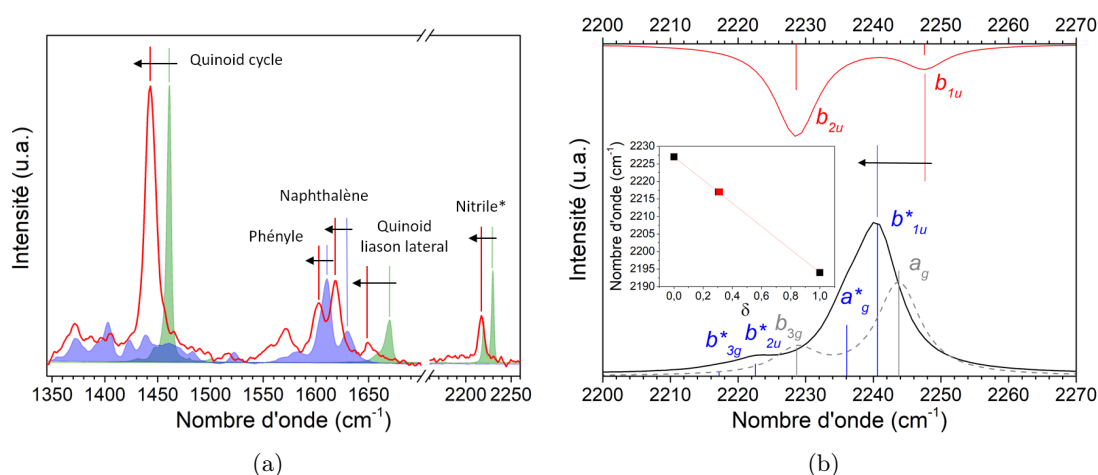 Intensité (u.a.)
Quinoid cycle
Naphthalène
Phényle
Quinoid
liason lateral
Nitrile*
1350 1400 1450 1500 1550 1600 1650 2200 2250
Nombre d'onde (cm-1)
(a)
2200 2210 2220 2230 2240 2250 2260 2270
Intensité (u.a.)
b1u
b2u
Nombre d'onde (cm-1)
2230
2225
2220
2215
2210
2205
2200
2195
2190
0,0 0,2 0,4 0,6 0,8 1,0
δ
b*1u
ag
a*g
b3g
b*3g
b*2u
2200 2210 2220 2230 2240 2250 2260 2270
Nombre d'onde (cm-1)
(b)